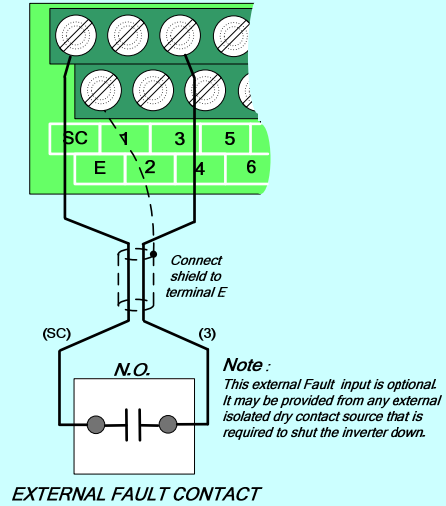 SC 1 3 5
E 2 4 6
Connect
shield to
terminal E
(SC) (3)
N.O.
Note :
This external Fault input is optional.
It may be provided from any external
isolated dry contact source that is
required to shut the inverter down.
EXTERNAL FAULT CONTACT